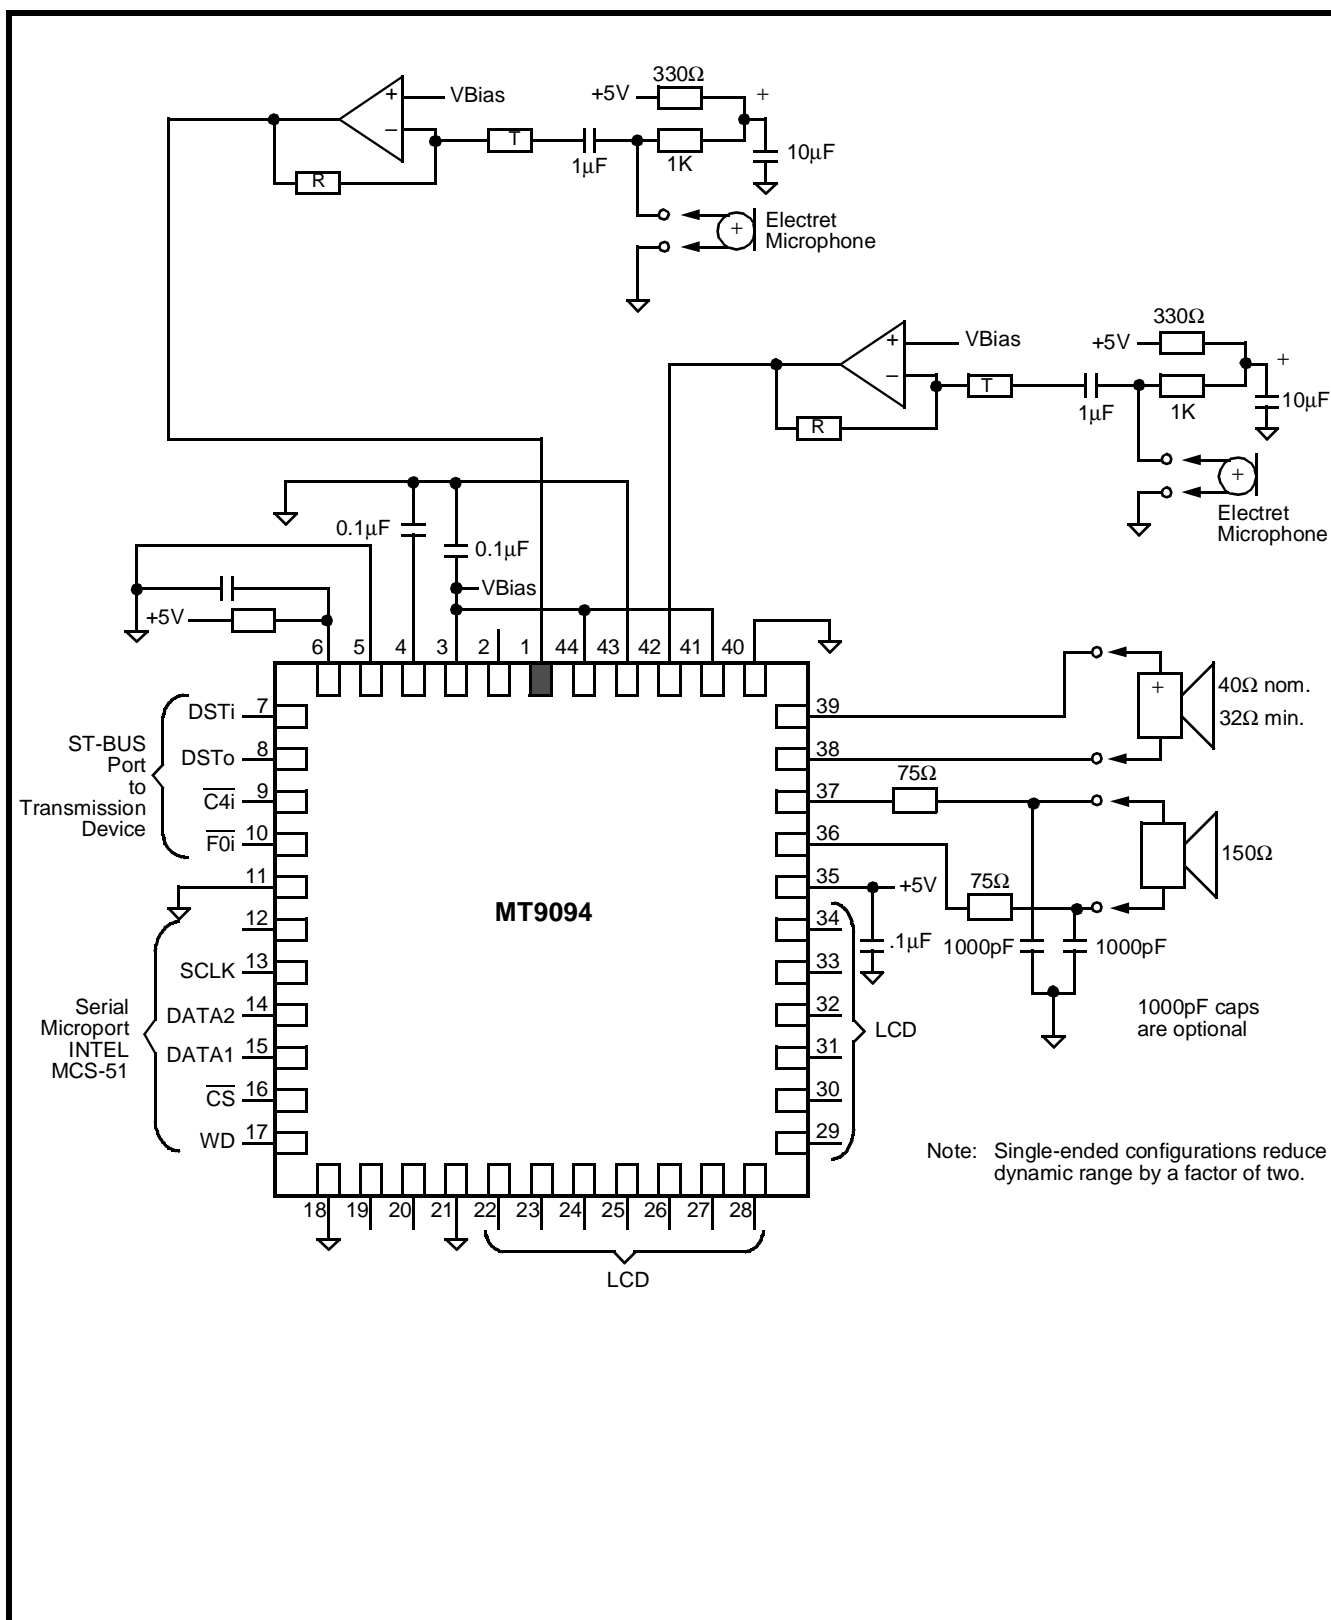 330Ω
+5V
+
VBias
+
−
T
1µF
1K
10µF
R
+
Electret
Microphone
330Ω
+5V
+
VBias
+
−
T
1µF
1K
10µF
R
+
Electret
Microphone
0.1µF
0.1µF
VBias
+5V
6 5 4 3 2 1 44 43 42 41 40
ST-BUS
Port
to
Transmission
Device
DSTi 7
DSTo 8
C4i 9
F0i 10
11
12
SCLK 13
DATA2 14
DATA1 15
CS 16
WD 17
Serial
Microport
INTEL
MCS-51
MT9094
39
38
37
36
35
34
33
32
31
30
29
+
40Ω nom.
32Ω min.
75Ω
150Ω
75Ω
+5V
.1µF
1000pF
1000pF
1000pF caps
are optional
LCD
Note: Single-ended configurations reduce
dynamic range by a factor of two.
18 19 20 21 22 23 24 25 26 27 28
LCD